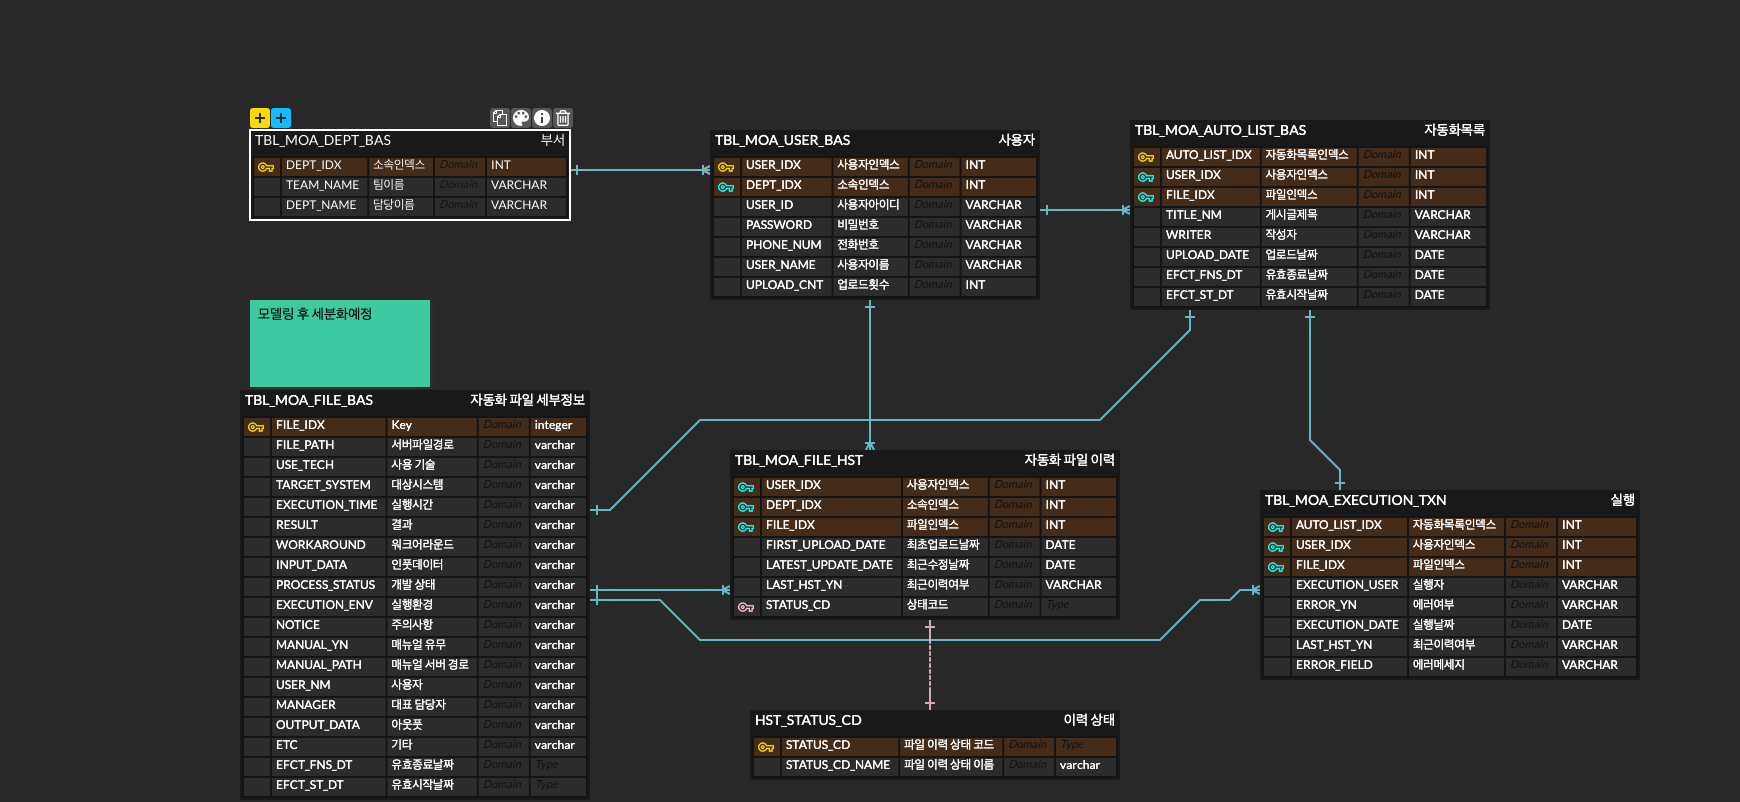 TBL_MOA_DEPT_BAS 부서
DEPT_IDX 소속인덱스 Domain INT
TEAM_NAME 팀이름 Domain VARCHAR
DEPT_NAME 담당이름 Domain VARCHAR
TBL_MOA_USER_BAS 사용자
USER_IDX 사용자인덱스 Domain INT
DEPT_IDX 소속인덱스 Domain INT
USER_ID 사용자아이디 Domain VARCHAR
PASSWORD 비밀번호 Domain VARCHAR
PHONE_NUM 전화번호 Domain VARCHAR
USER_NAME 사용자이름 Domain VARCHAR
UPLOAD_CNT 업로드횟수 Domain INT
TBL_MOA_AUTO_LIST_BAS 자동화목록
AUTO_LIST_IDX 자동화목록인덱스 Domain INT
USER_IDX 사용자인덱스 Domain INT
FILE_IDX 파일인덱스 Domain INT
TITLE_NM 게시글제목 Domain VARCHAR
WRITER 작성자 Domain VARCHAR
UPLOAD_DATE 업로드날짜 Domain DATE
EFCT_FNS_DT 유효종료날짜 Domain DATE
EFCT_ST_DT 유효시작날짜 Domain DATE
모델링 후 세분화예정
TBL_MOA_FILE_BAS 자동화 파일 세부정보
FILE_IDX Key Domain integer
FILE_PATH 서버파일경로 Domain varchar
USE_TECH 사용 기술 Domain varchar
TARGET_SYSTEM 대상시스템 Domain varchar
EXECUTION_TIME 실행시간 Domain varchar
RESULT 결과 Domain varchar
WORKAROUND 워크어라운드 Domain varchar
INPUT_DATA 인풋데이터 Domain varchar
PROCESS_STATUS 개발 상태 Domain varchar
EXECUTION_ENV 실행환경 Domain varchar
NOTICE 주의사항 Domain varchar
MANUAL_YN 매뉴얼 유무 Domain varchar
MANUAL_PATH 매뉴얼 서버 경로 Domain varchar
USER_NM 사용자 Domain varchar
MANAGER 대표 담당자 Domain varchar
OUTPUT_DATA 아웃풋 Domain varchar
ETC 기타 Domain varchar
EFCT_FNS_DT 유효종료날짜 Domain Type
EFCT_ST_DT 유효시작날짜 Domain Type
TBL_MOA_FILE_HST 자동화 파일 이력
USER_IDX 사용자인덱스 Domain INT
DEPT_IDX 소속인덱스 Domain INT
FILE_IDX 파일인덱스 Domain INT
FIRST_UPLOAD_DATE 최초업로드날짜 Domain DATE
LATEST_UPDATE_DATE 최근수정날짜 Domain DATE
LAST_HST_YN 최근이력여부 Domain VARCHAR
STATUS_CD 상태코드 Domain Type
TBL_MOA_EXECUTION_TXN 실행
AUTO_LIST_IDX 자동화목록인덱스 Domain INT
USER_IDX 사용자인덱스 Domain INT
FILE_IDX 파일인덱스 Domain INT
EXECUTION_USER 실행자 Domain VARCHAR
ERROR_YN 에러여부 Domain VARCHAR
EXECUTION_DATE 실행날짜 Domain DATE
LAST_HST_YN 최근이력여부 Domain VARCHAR
ERROR_FIELD 에러메세지 Domain VARCHAR
HST_STATUS_CD 이력 상태
STATUS_CD 파일 이력 상태 코드 Domain Type
STATUS_CD_NAME 파일 이력 상태 이름 Domain varchar